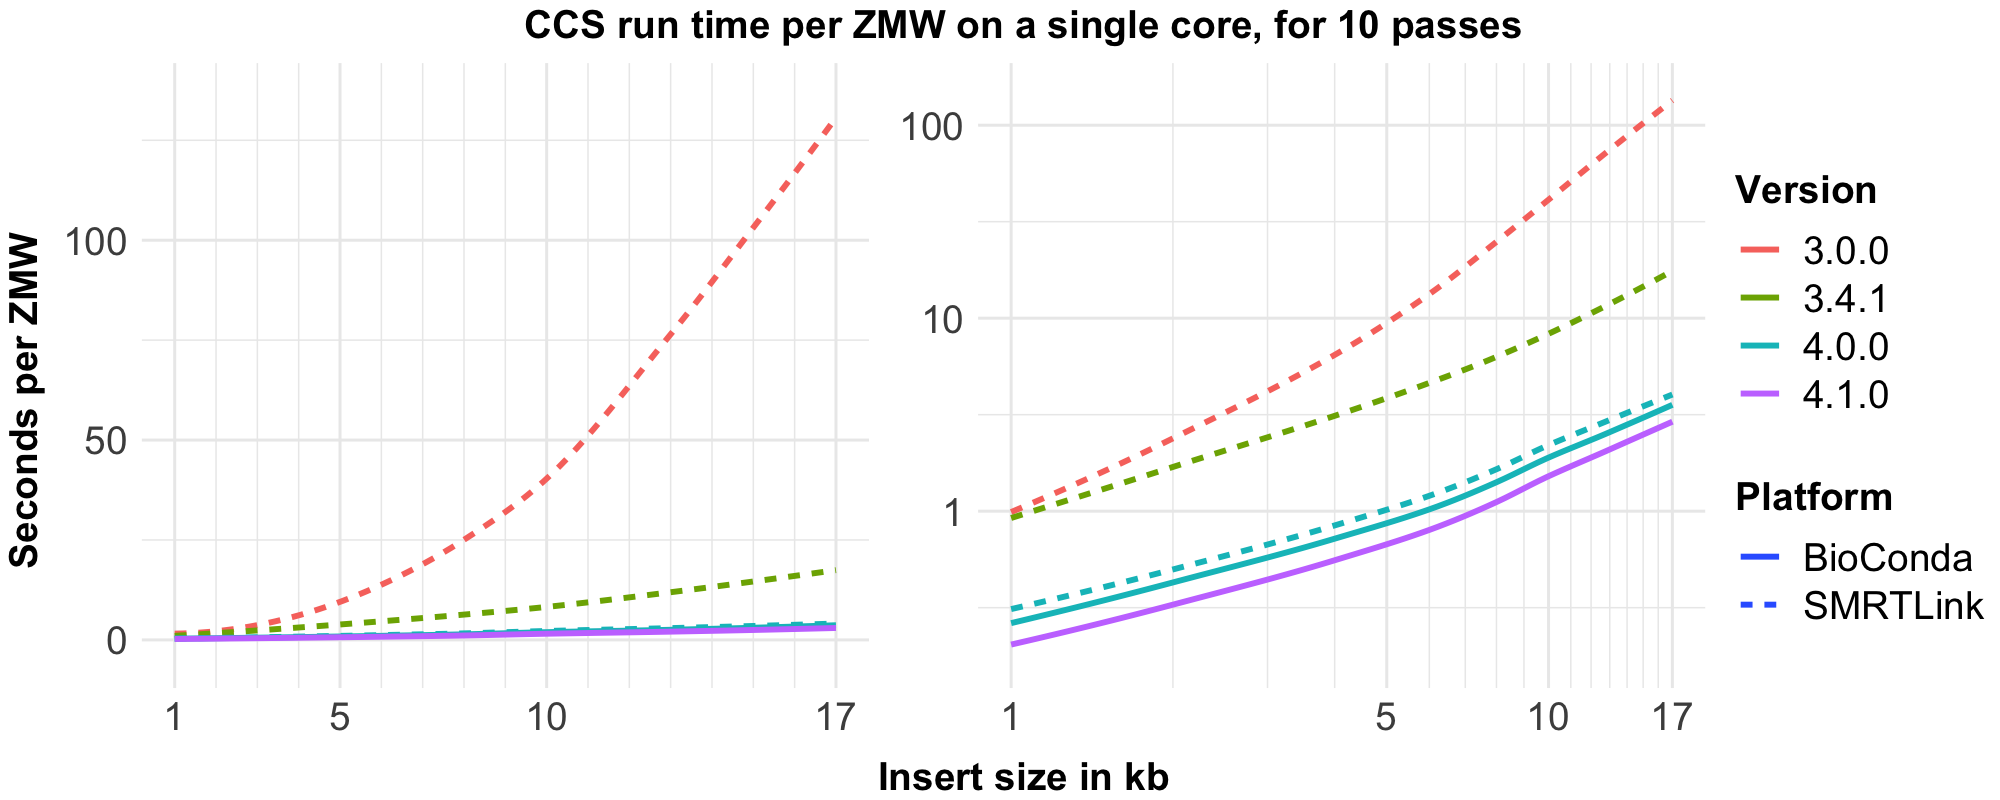 CCS run time per ZMW on a single core, for 10 passes
Seconds per ZMW
100
50
0
1 5 10 17
100
10
1
1 5 10 17
Insert size in kb
Version
3.0.0
3.4.1
4.0.0
4.1.0
Platform
BioConda
SMRTLink